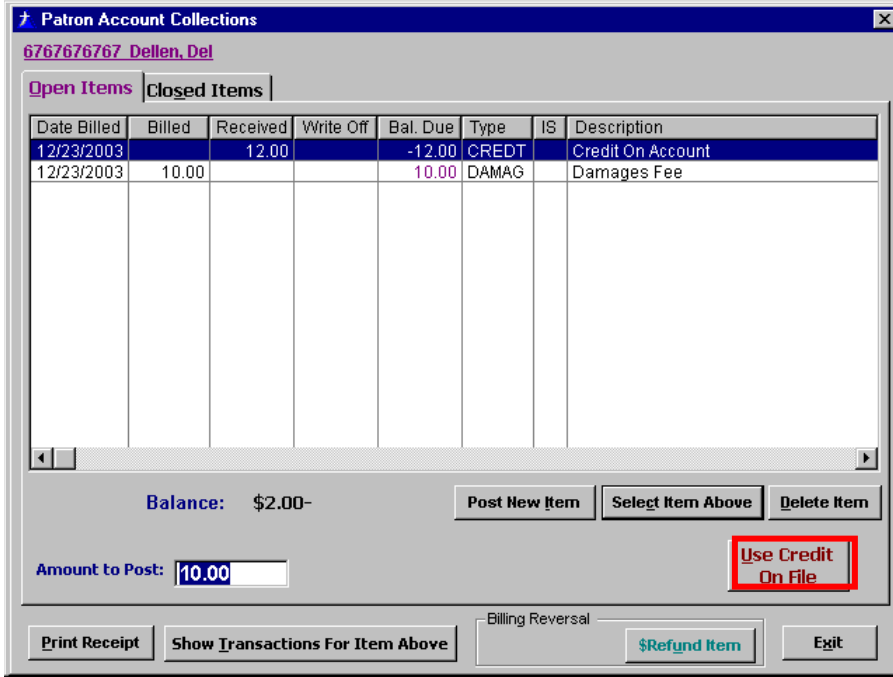 Patron Account Collections
6767676767 Dellen, Del
Open Items Closed Items
Date Billed Billed Received Write Off Bal. Due Type IS Description
12/23/2003 12.00 -12.00 CREDT Credit On Account
12/23/2003 10.00 10.00 DAMAG Damages Fee
Balance: $2.00-
Post New Item Select Item Above Delete Item
Amount to Post: 10.00
Use Credit
On File
Billing Reversal
Print Receipt Show Transactions For Item Above $Refund Item Exit